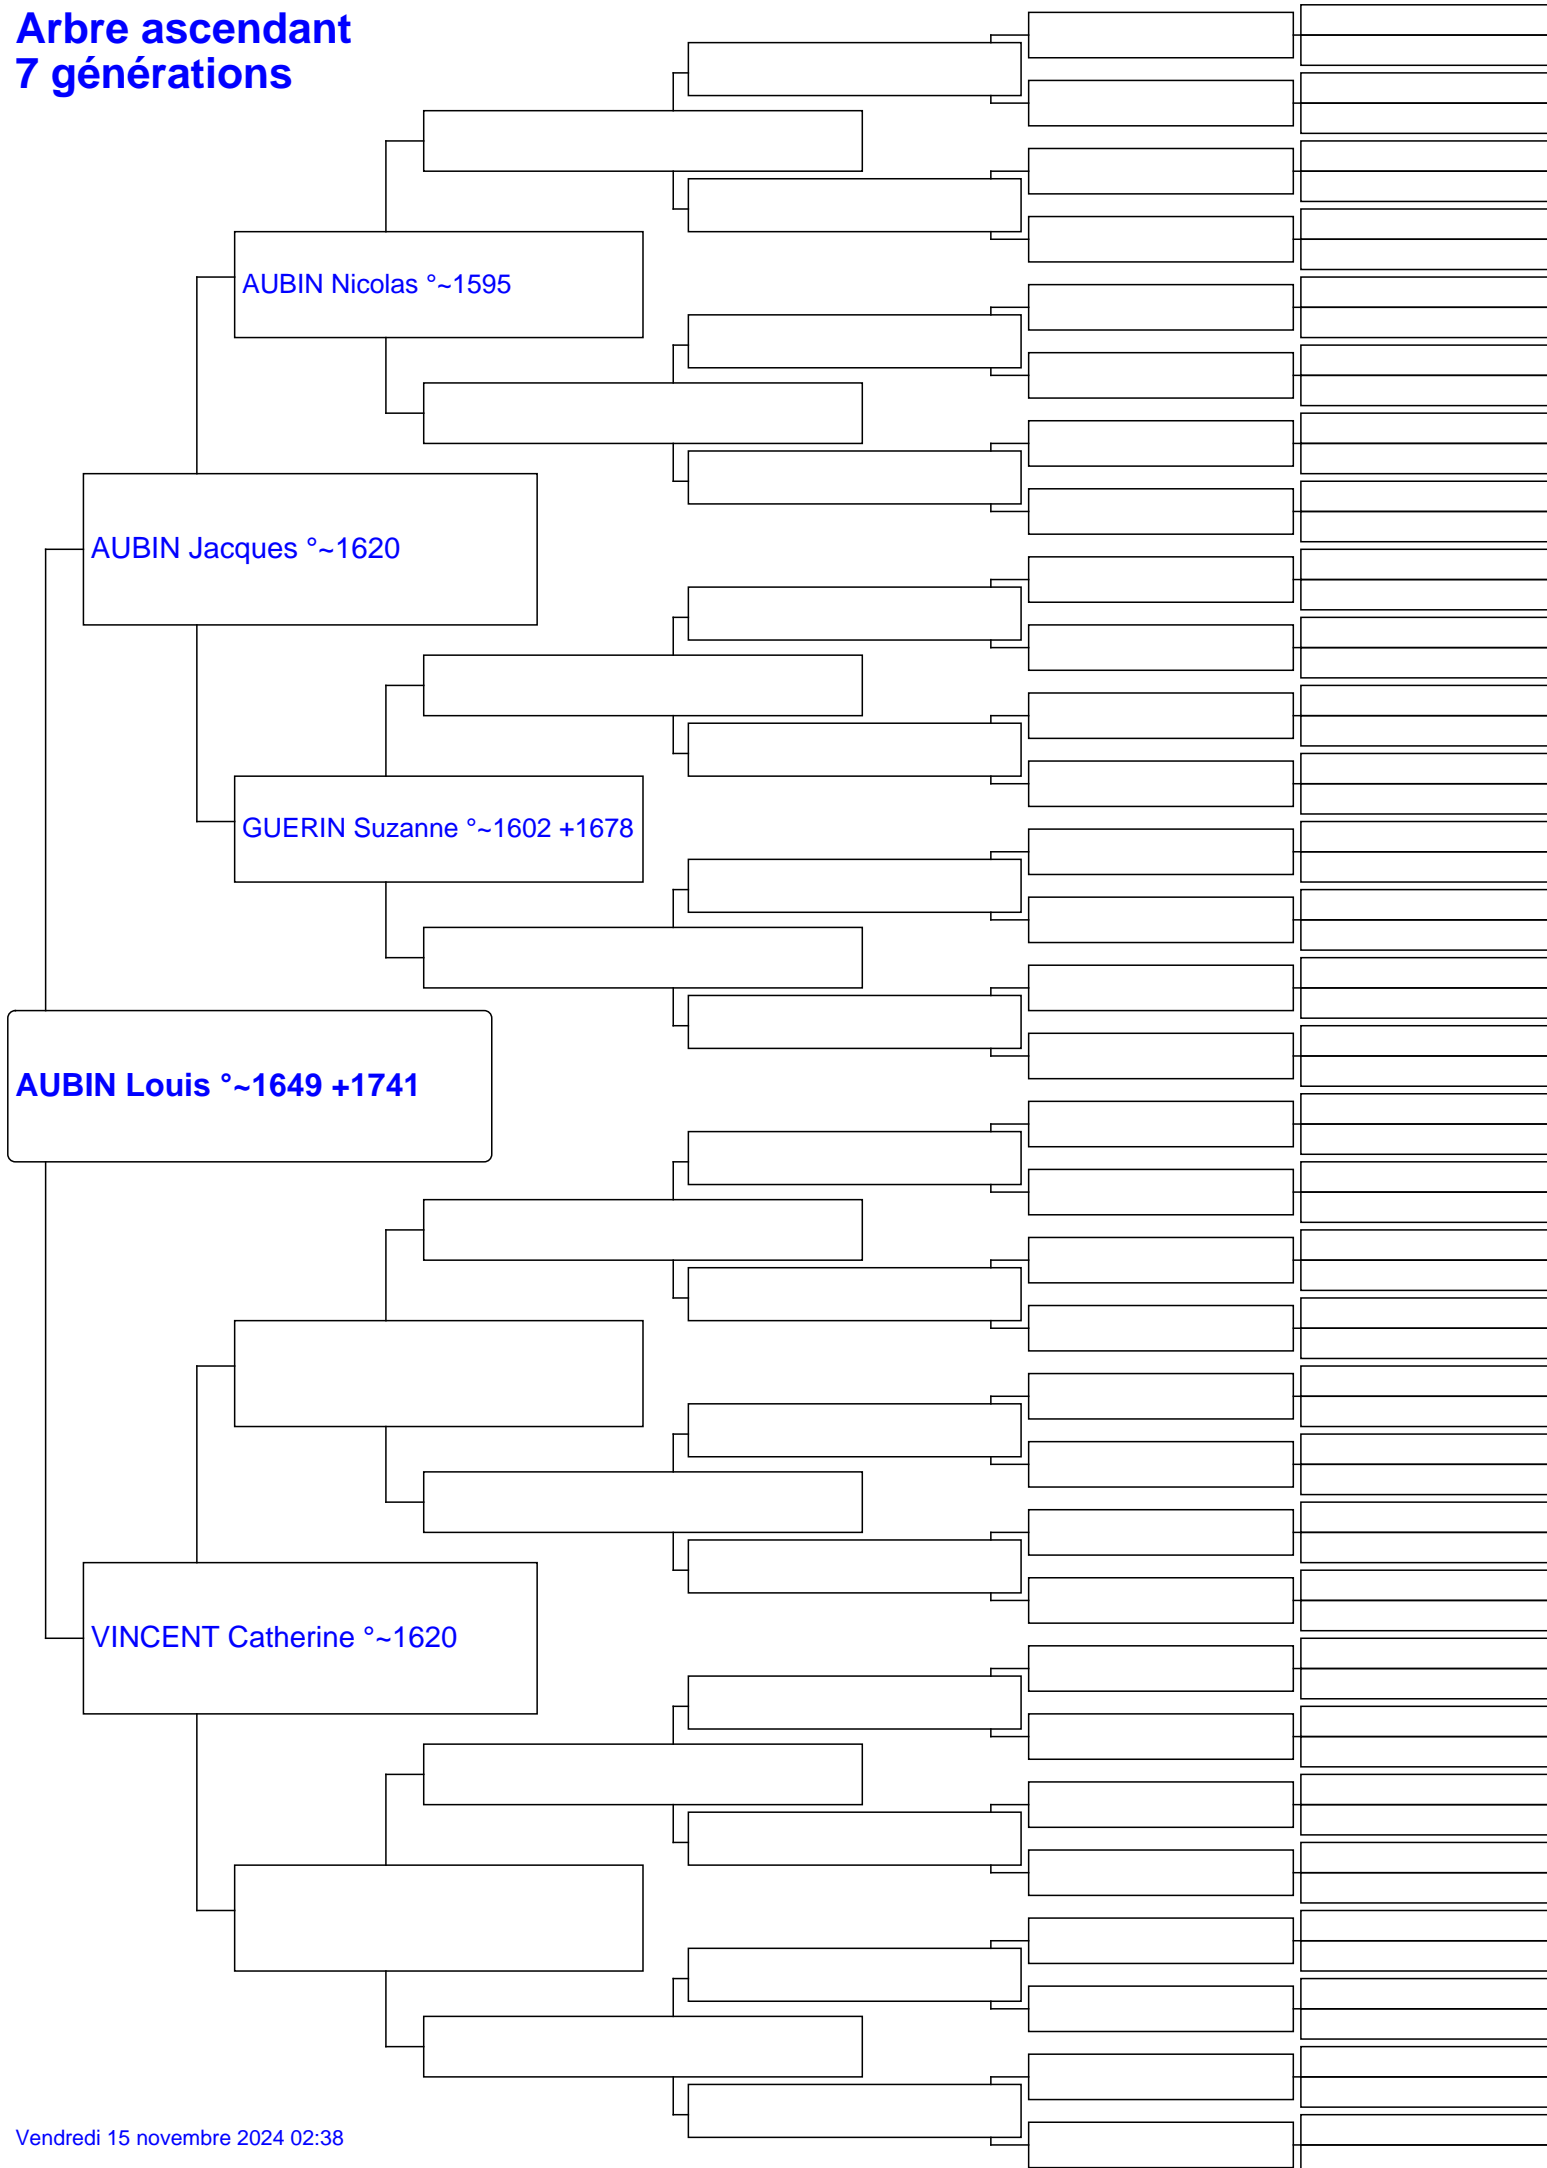 Arbre ascendant
7 générations
AUBIN Nicolas °~1595
AUBIN Jacques °~1620
GUERIN Suzanne °~1602 +1678
AUBIN Louis °~1649 +1741
VINCENT Catherine °~1620
Vendredi 15 novembre 2024 02:38